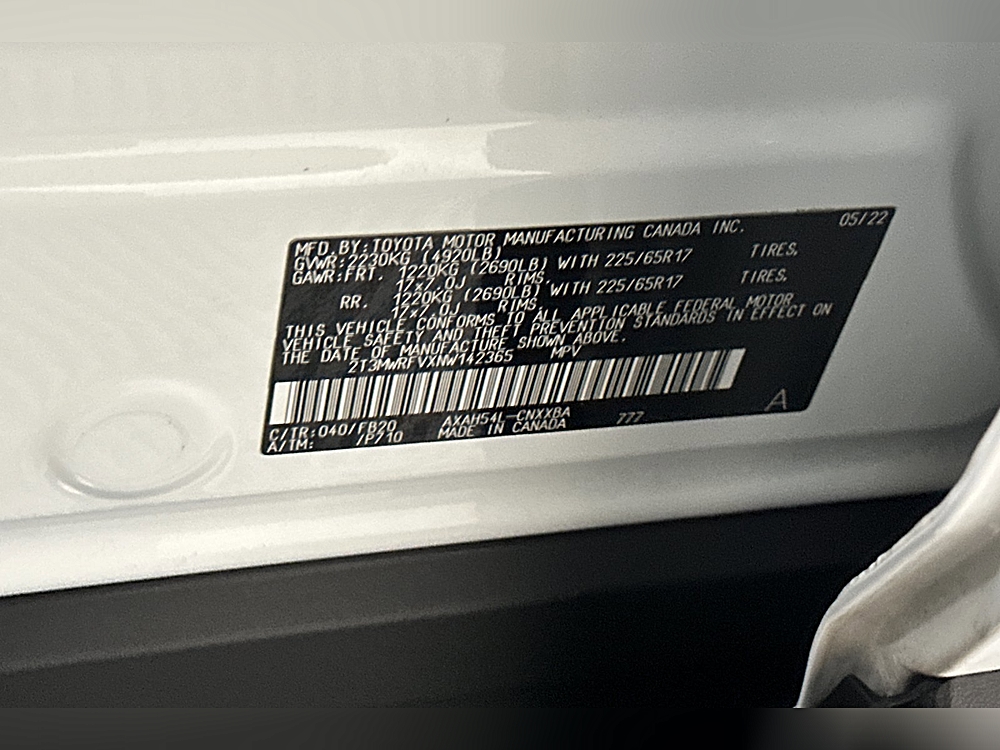 05/22
MFD. BY: TOYOTA MOTOR MANUFACTURING CANADA INC.
GVWR: 2230KG (4920LB)
GAWR: FRT. 1220KG (2690LB) WITH 225/65R17 TIRES,
17x7.0J RIMS.
RR. 1220KG (2690LB) WITH 225/65R17 TIRES,
17x7.0J RIMS.
THIS VEHICLE CONFORMS TO ALL APPLICABLE FEDERAL MOTOR
VEHICLE SAFETY AND THEFT PREVENTION STANDARDS IN EFFECT ON
THE DATE OF MANUFACTURE SHOWN ABOVE.
2T3MWRFVXNW142365 MPV
C/TR: 040/FB20 AXAH54L-CNXXBA 777 A
A/TM: /P710 MADE IN CANADA